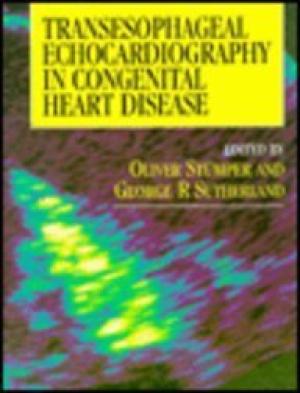 TRANSESOPHAGEAL
ECHOCARDIOGRAPHY
IN CONGENITAL
HEART DISEASE
EDITED BY
OLIVER STÜMPER AND
GEORGE R SUTHERLAND